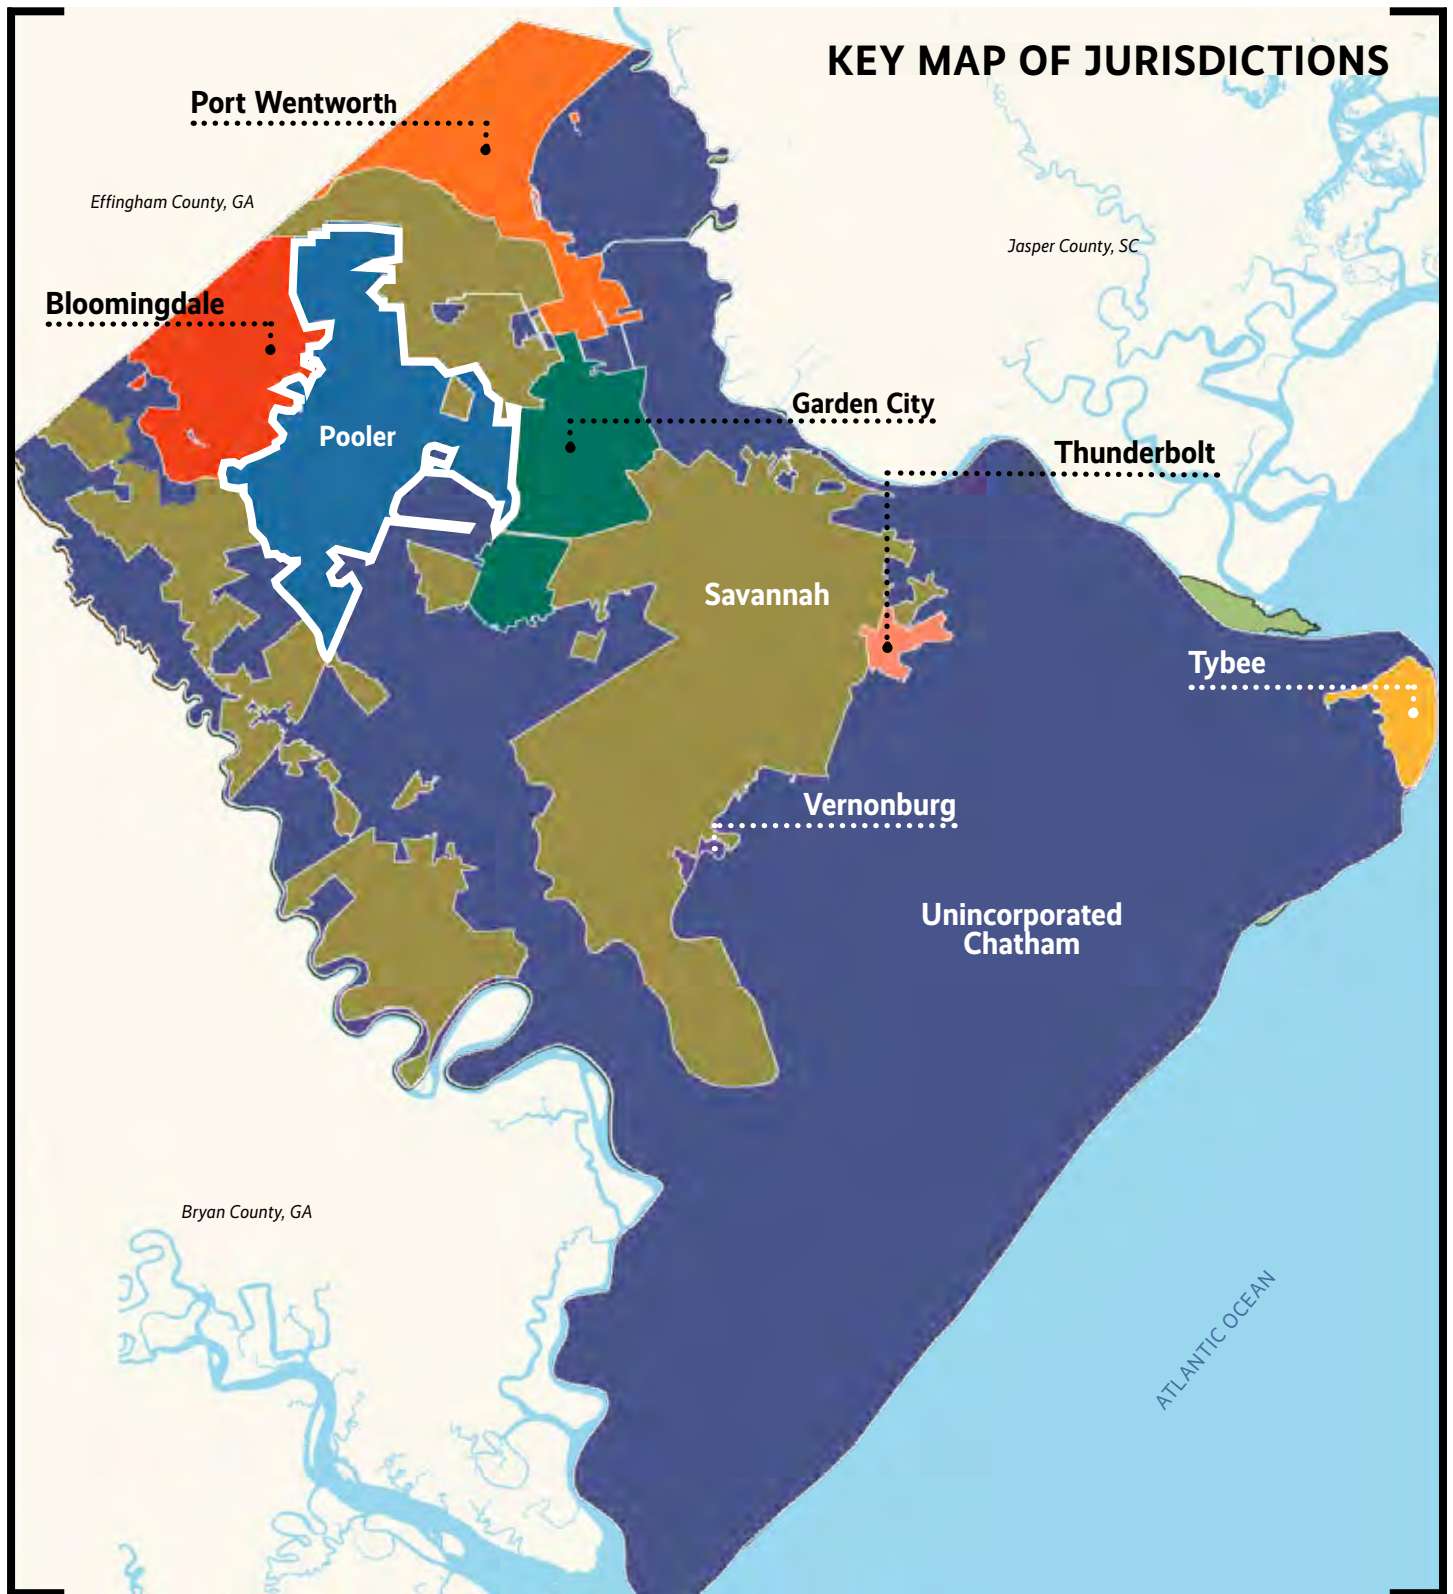 KEY MAP OF JURISDICTIONS
Port Wentworth
Effingham County, GA
Jasper County, SC
Bloomingdale
Garden City
Pooler
Thunderbolt
Savannah
Tybee
Vernonburg
Unincorporated
Chatham
Bryan County, GA
ATLANTIC OCEAN